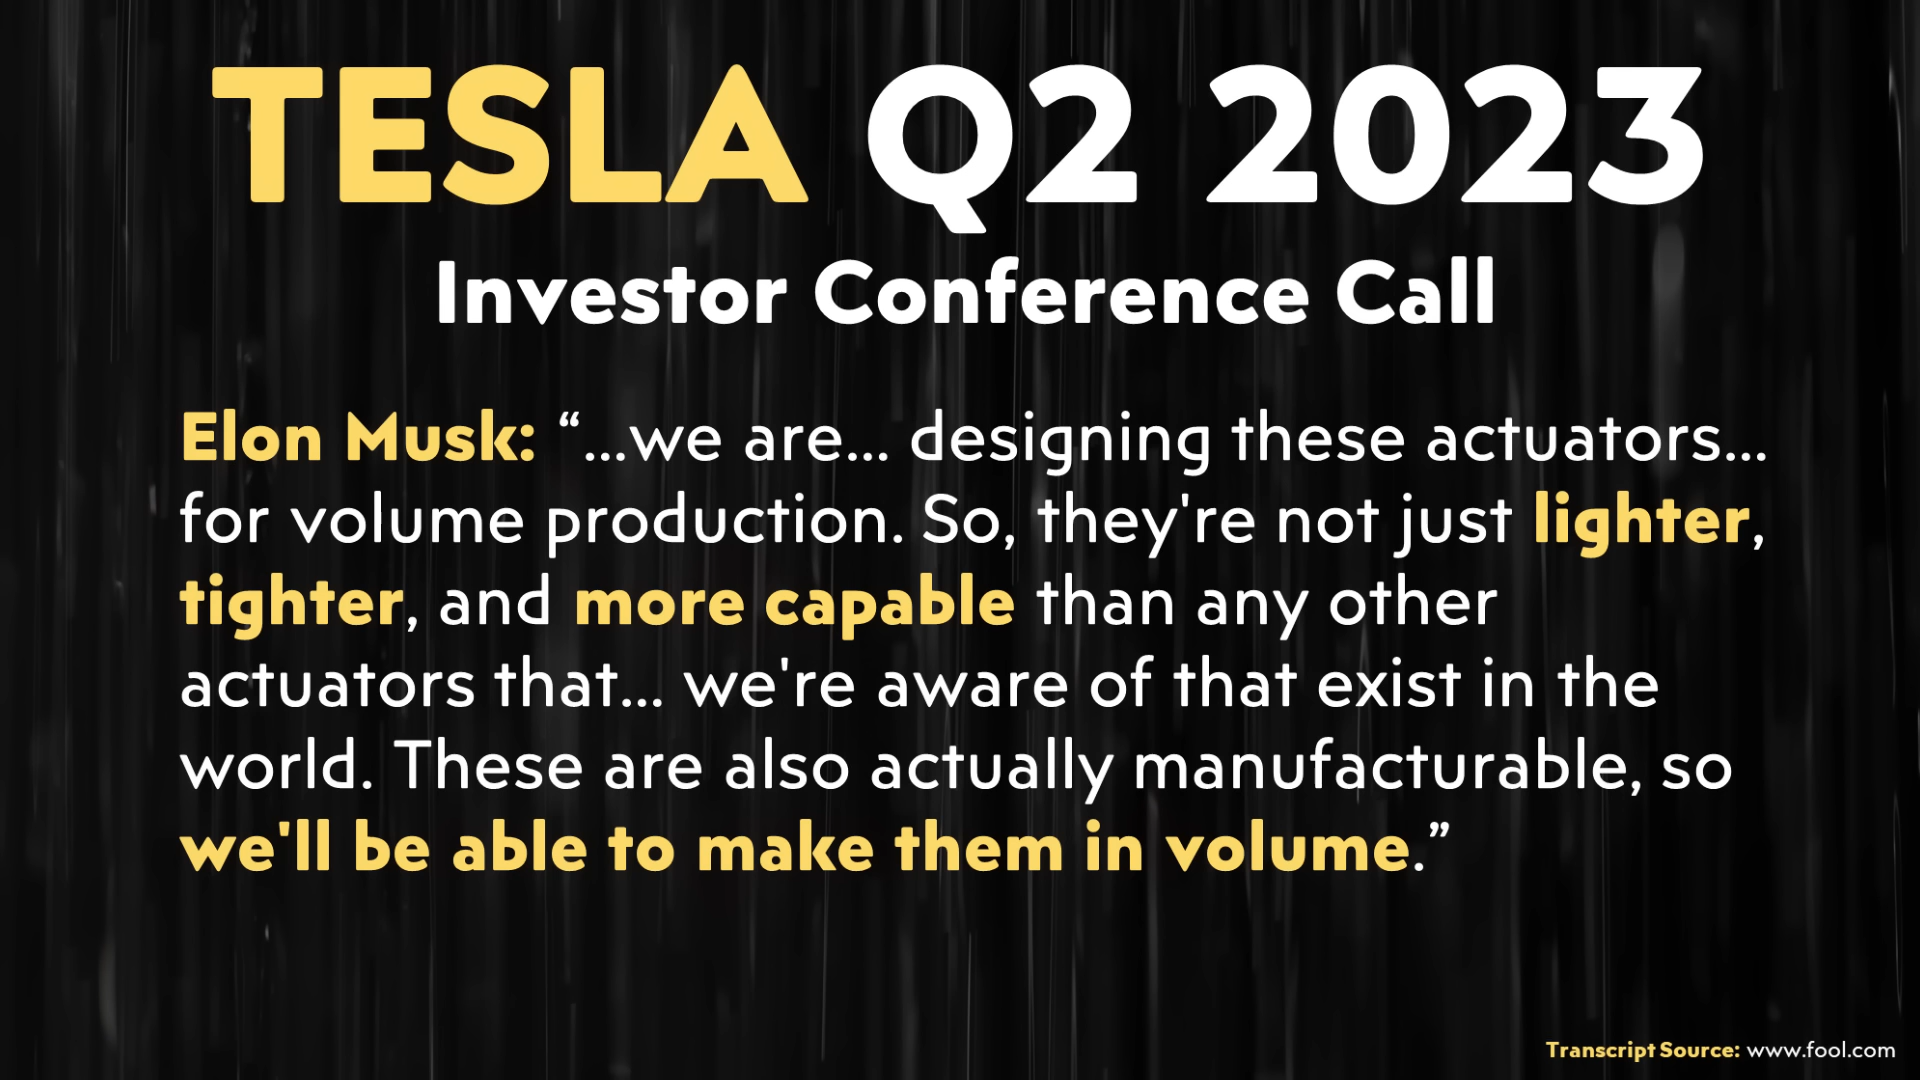 TESLA Q2 2023
Investor Conference Call
Elon Musk: “...we are... designing these actuators...
for volume production. So, they're not just lighter,
tighter, and more capable than any other
actuators that... we're aware of that exist in the
world. These are also actually manufacturable, so
we'll be able to make them in volume.”
Transcript Source: www.fool.com